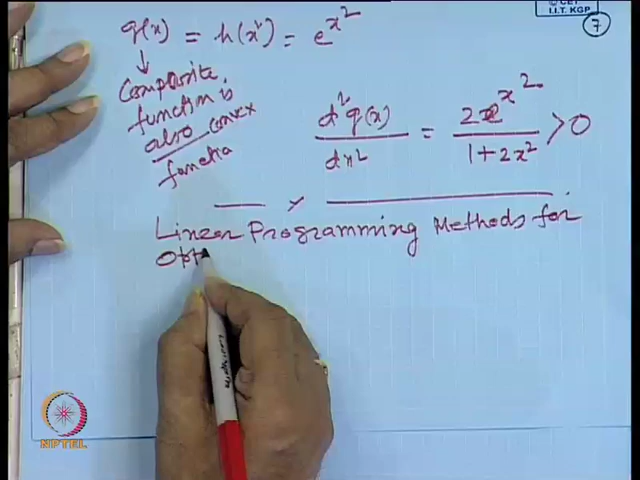 © CET
I.I.T. KGP
7
q(x) = h(x²) = e^{x²}
Composite
function is
also convex
function
d²q(x)/dx² = 2e^{x²}/1+2x² > 0
Linear Programming Methods for
Opt
NPTEL